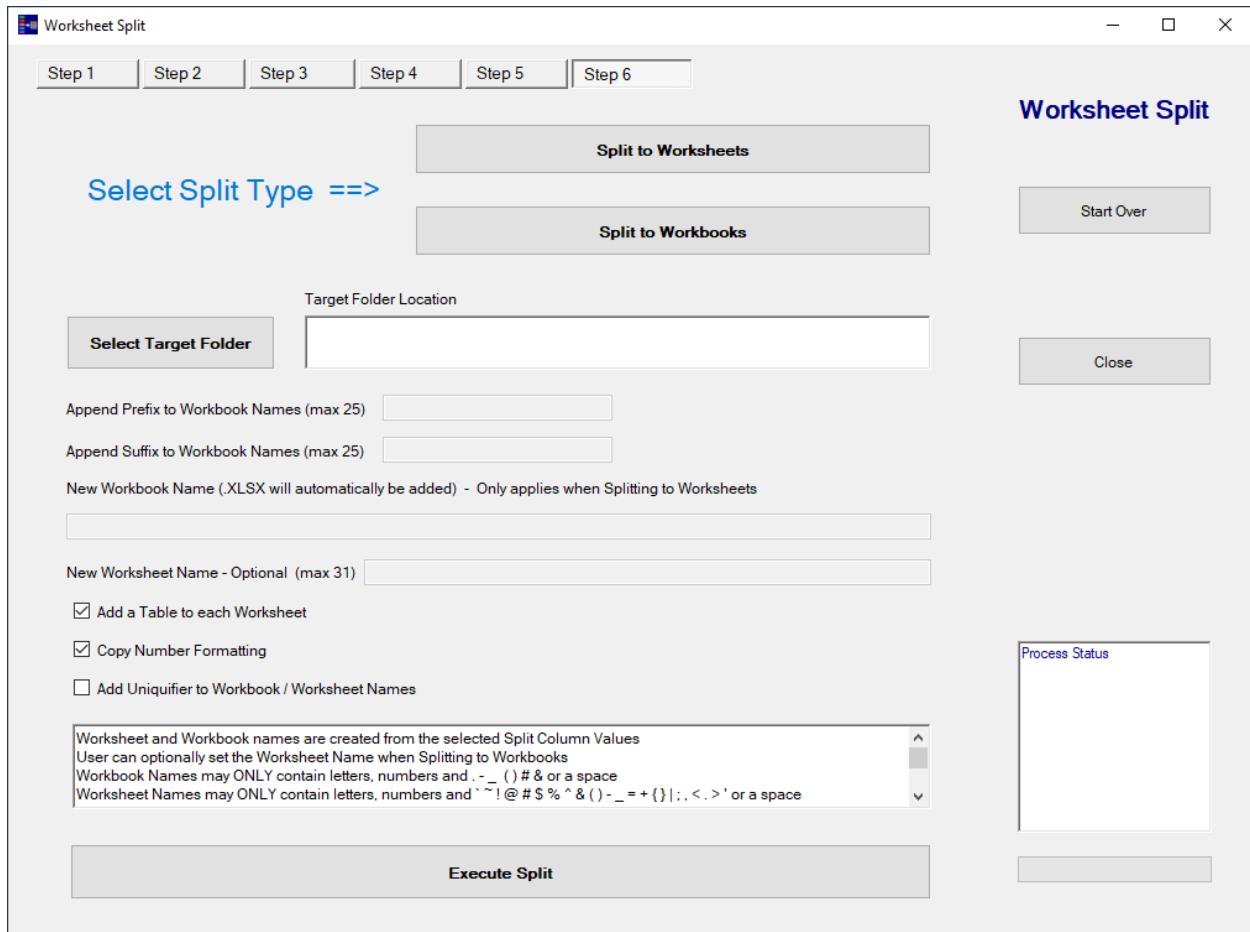 Worksheet Split
Step 1
Step 2
Step 3
Step 4
Step 5
Step 6
Worksheet Split
Split to Worksheets
Select Split Type ==>
Start Over
Split to Workbooks
Target Folder Location
Select Target Folder
Close
Append Prefix to Workbook Names (max 25)
Append Suffix to Workbook Names (max 25)
New Workbook Name (.XLSX will automatically be added) - Only applies when Splitting to Worksheets
New Worksheet Name - Optional (max 31)
Add a Table to each Worksheet
Copy Number Formatting
Add Uniquifier to Workbook / Worksheet Names
Process Status
Worksheet and Workbook names are created from the selected Split Column Values
User can optionally set the Worksheet Name when Splitting to Workbooks
Workbook Names may ONLY contain letters, numbers and . - _ ( ) # & or a space
Worksheet Names may ONLY contain letters, numbers and ` ~ ! @ # $ % ^ & ( ) - _ = + { } | ; , < . > ' or a space
Execute Split